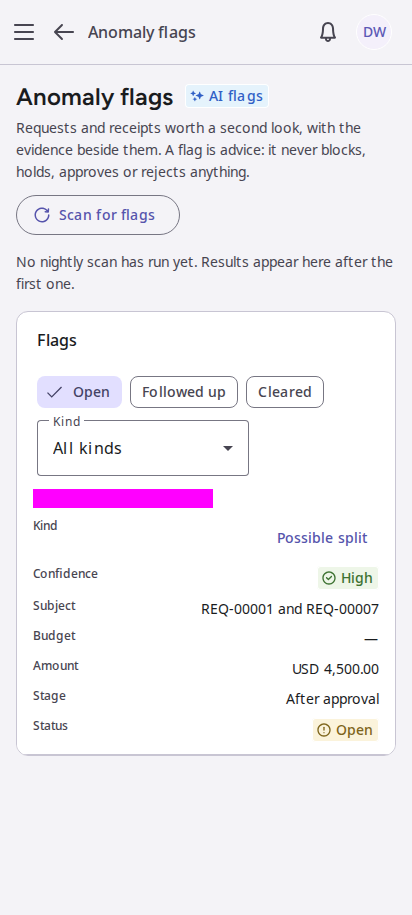 Anomaly flags
DW
Anomaly flags
AI flags
Requests and receipts worth a second look, with the
evidence beside them. A flag is advice: it never blocks,
holds, approves or rejects anything.
Scan for flags
No nightly scan has run yet. Results appear here after the
first one.
Flags
Open
Followed up
Cleared
Kind
All kinds
Kind
Possible split
Confidence
High
Subject
REQ-00001 and REQ-00007
Budget
—
Amount
USD 4,500.00
Stage
After approval
Status
Open